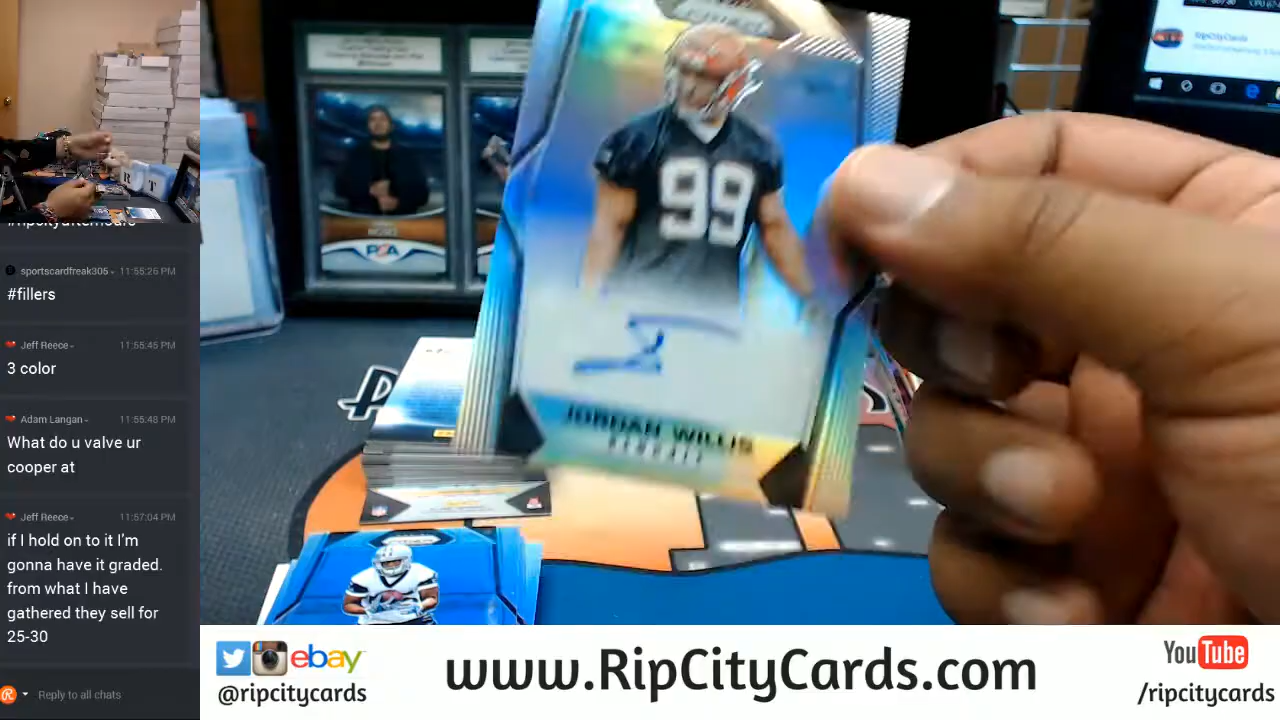 RipCityCards
sportscardfreak305
11:55:26 PM
#fillers
Jeff Reece
11:55:45 PM
3 color
Adam Langan
11:55:48 PM
What do u valve ur
cooper at
Jeff Reece
11:57:04 PM
if I hold on to it I'm
gonna have it graded.
from what I have
gathered they sell for
25-30
Reply to all chats
PSA
99
JORDAN WILLIS
BENGALS
ebay
@ripcitycards
www.RipCityCards.com
YouTube
/ripcitycards